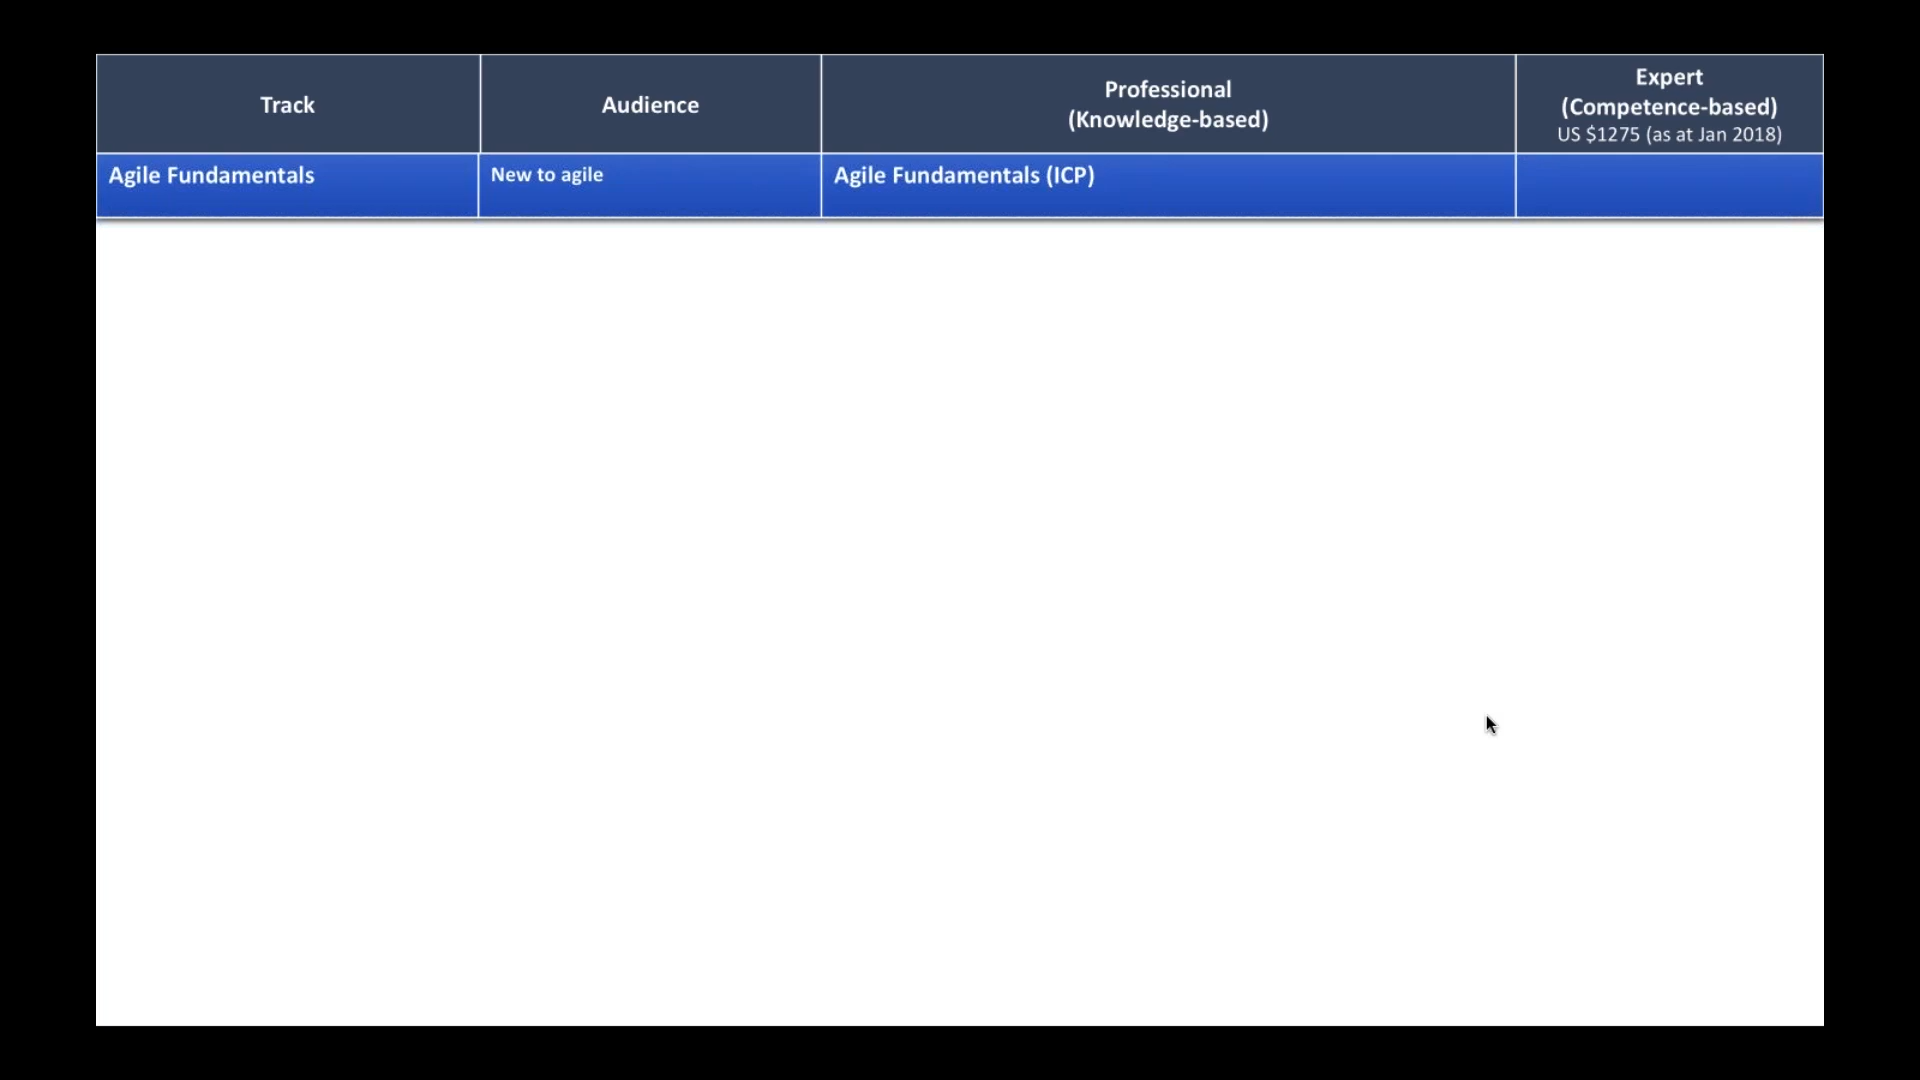 Track
Audience
Professional
(Knowledge-based)
Expert
(Competence-based)
US $1275 (as at Jan 2018)
Agile Fundamentals
New to agile
Agile Fundamentals (ICP)